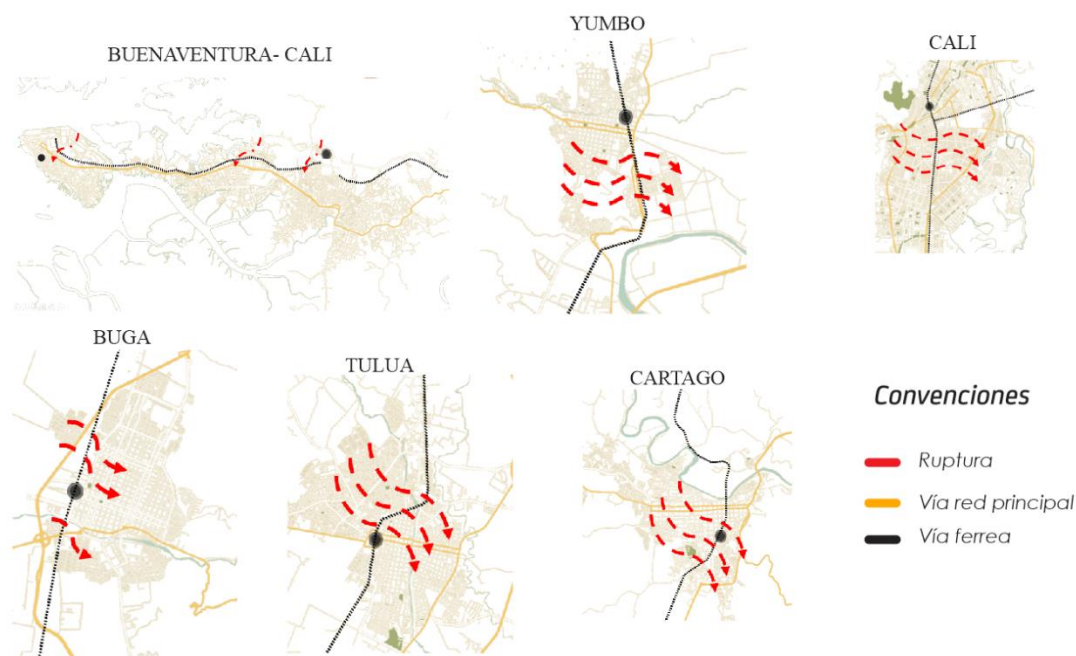 BUENAVENTURA- CALI
YUMBO
CALI
BUGA
TULUA
CARTAGO
Convenciones
Ruptura
Vía red principal
Vía ferrea